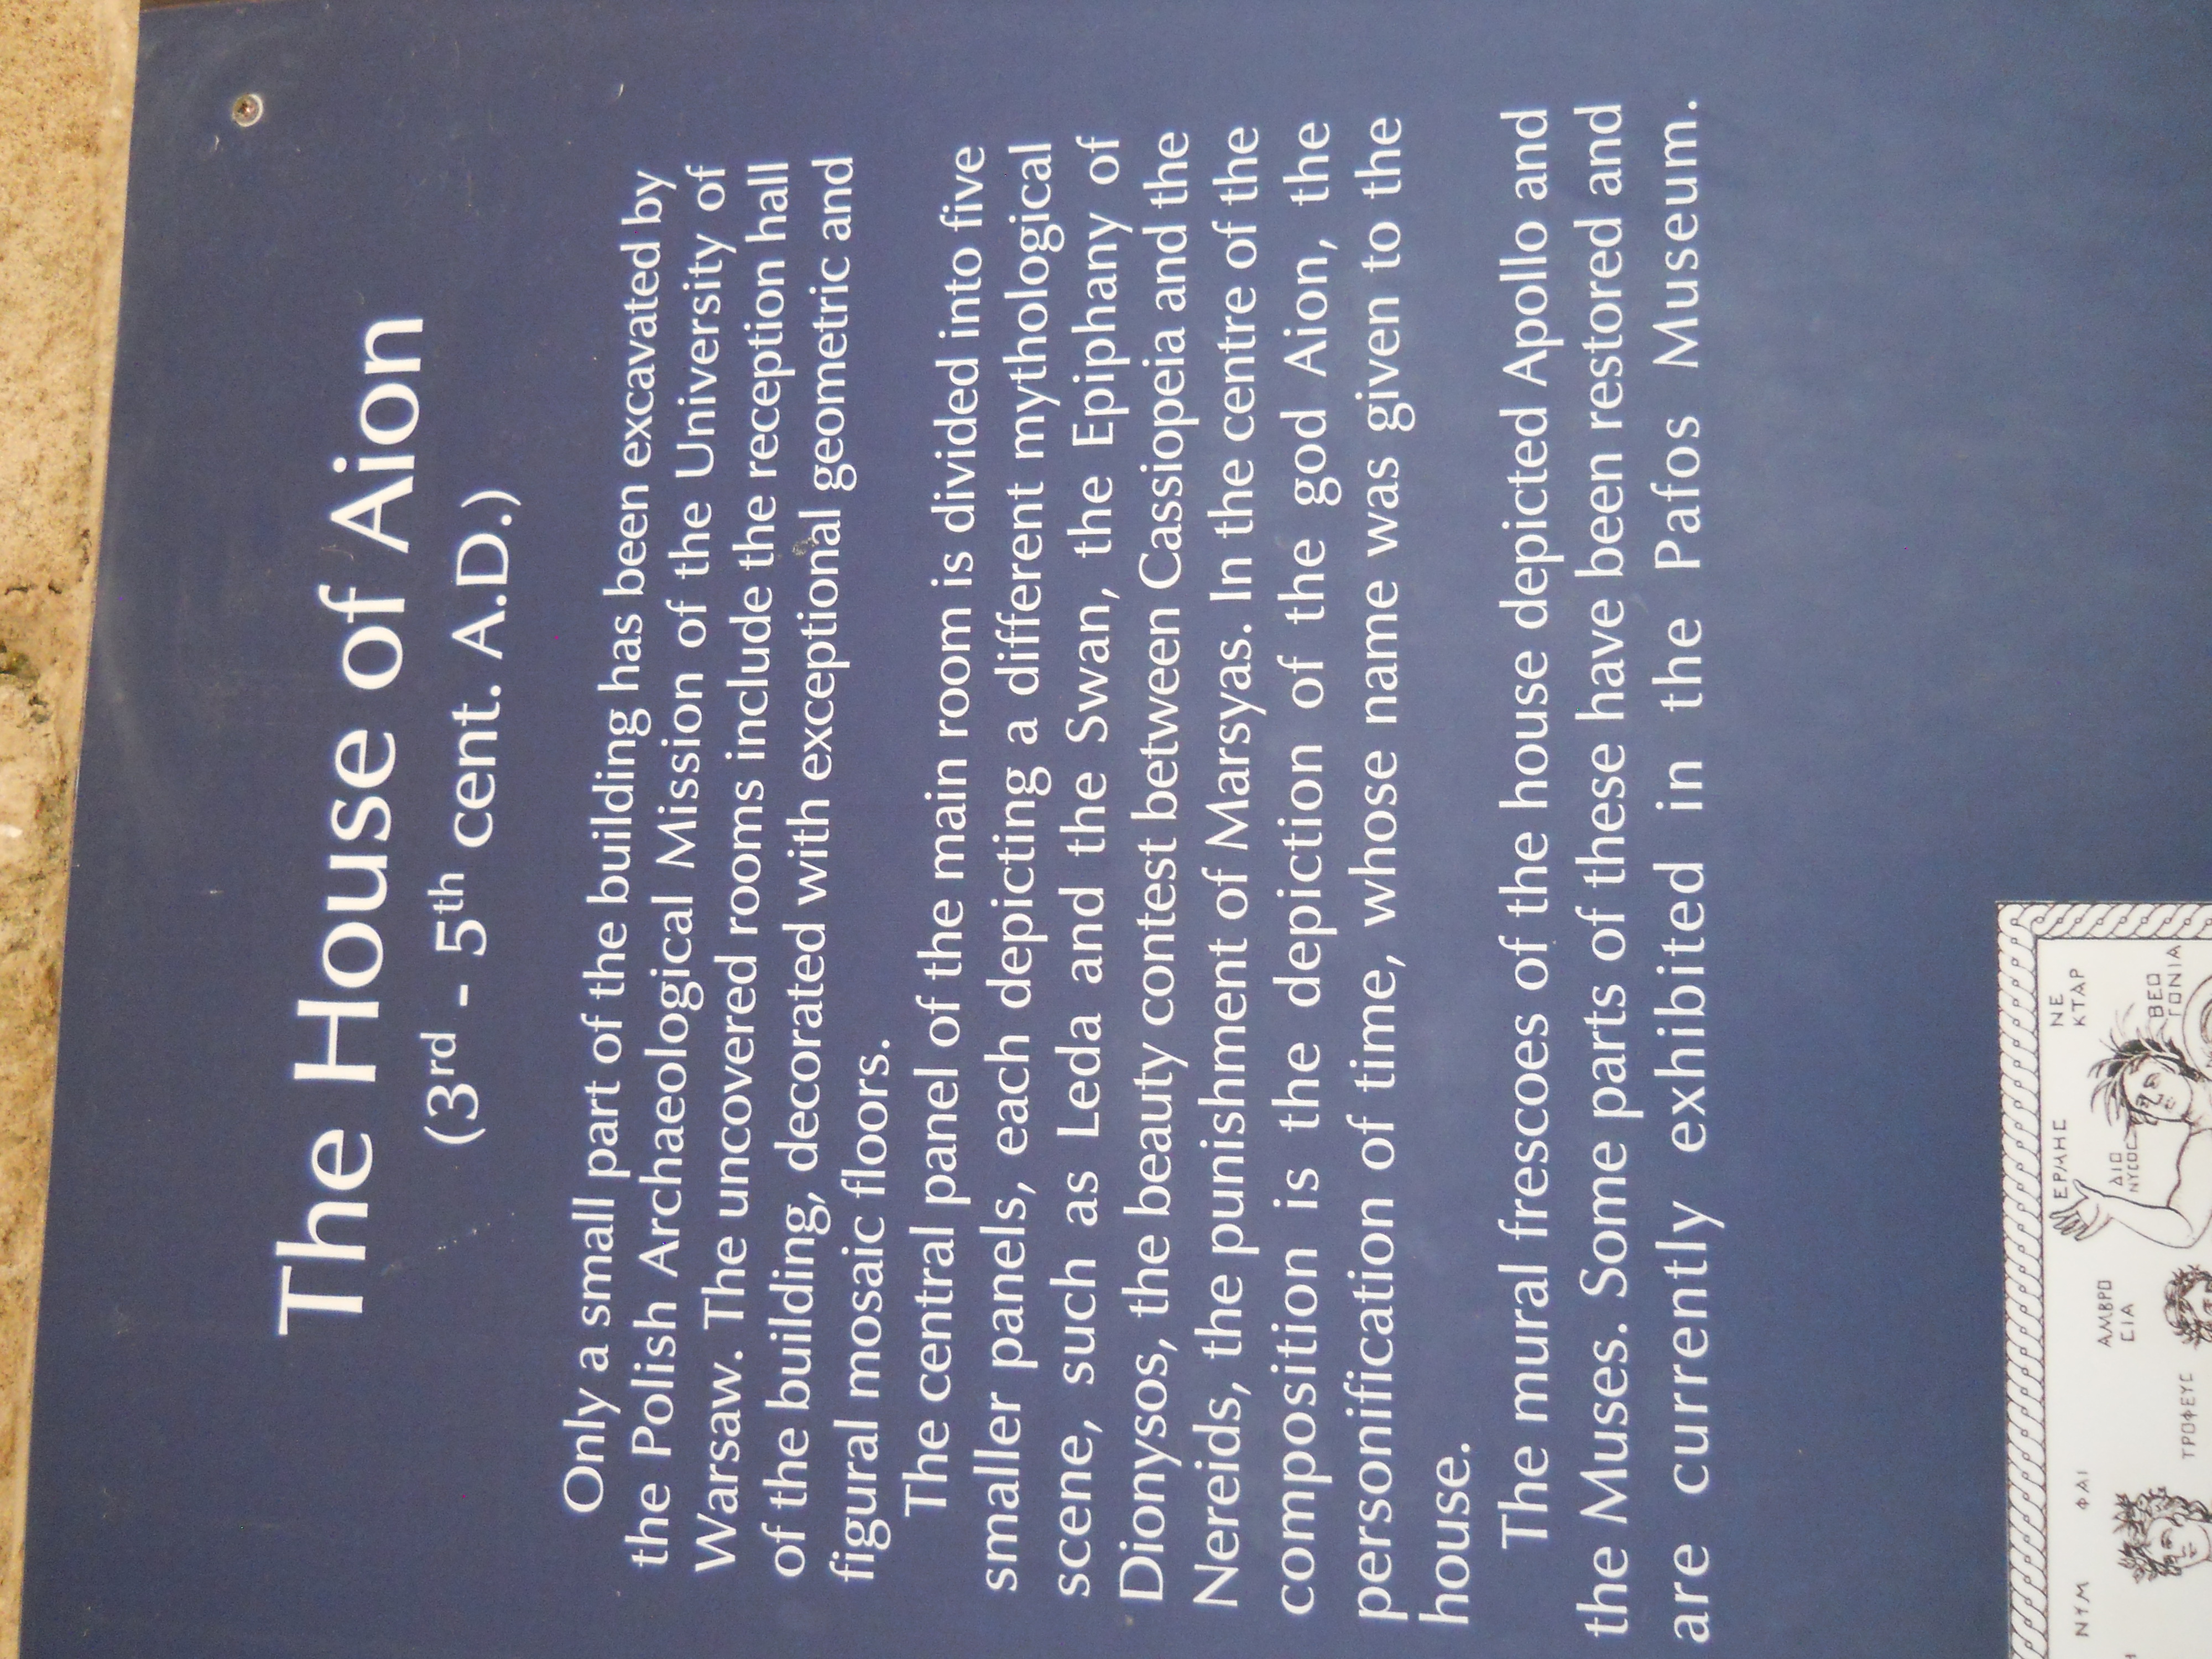 The House of Aion
(3rd - 5th cent. A.D.)
Only a small part of the building has been excavated by
the Polish Archaeological Mission of the University of
Warsaw. The uncovered rooms include the reception hall
of the building, decorated with exceptional geometric and
figural mosaic floors.
The central panel of the main room is divided into five
smaller panels, each depicting a different mythological
scene, such as Leda and the Swan, the Epiphany of
Dionysos, the beauty contest between Cassiopeia and the
Nereids, the punishment of Marsyas. In the centre of the
composition is the depiction of the god Aion, the
personification of time, whose name was given to the
house.
The mural frescoes of the house depicted Apollo and
the Muses. Some parts of these have been restored and
are currently exhibited in the Pafos Museum.
ΕΡΜΗC
ΝΕ
ΚΤΑΡ
ΝΥΜ ΦΑΙ
ΑΜΒΡΟ
CΙΑ
ΔΙΟ
ΝΥCΟC
ΘΕΟ
ΓΟΝΙΑ
ΤΡΟΦΕΥC